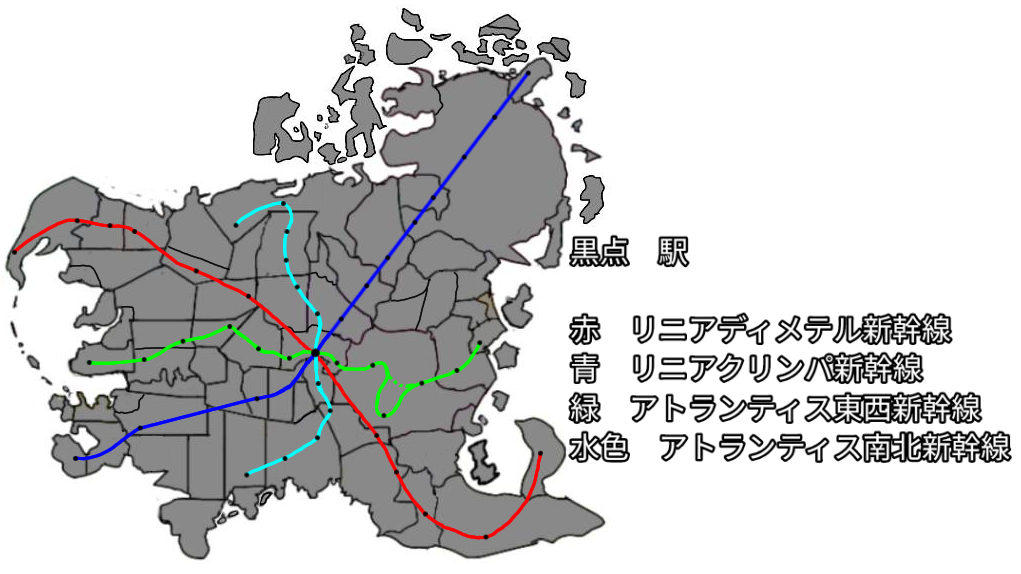 黒点　駅
赤　リニアディメテル新幹線
青　リニアクリンパ新幹線
緑　アトランティス東西新幹線
水色　アトランティス南北新幹線